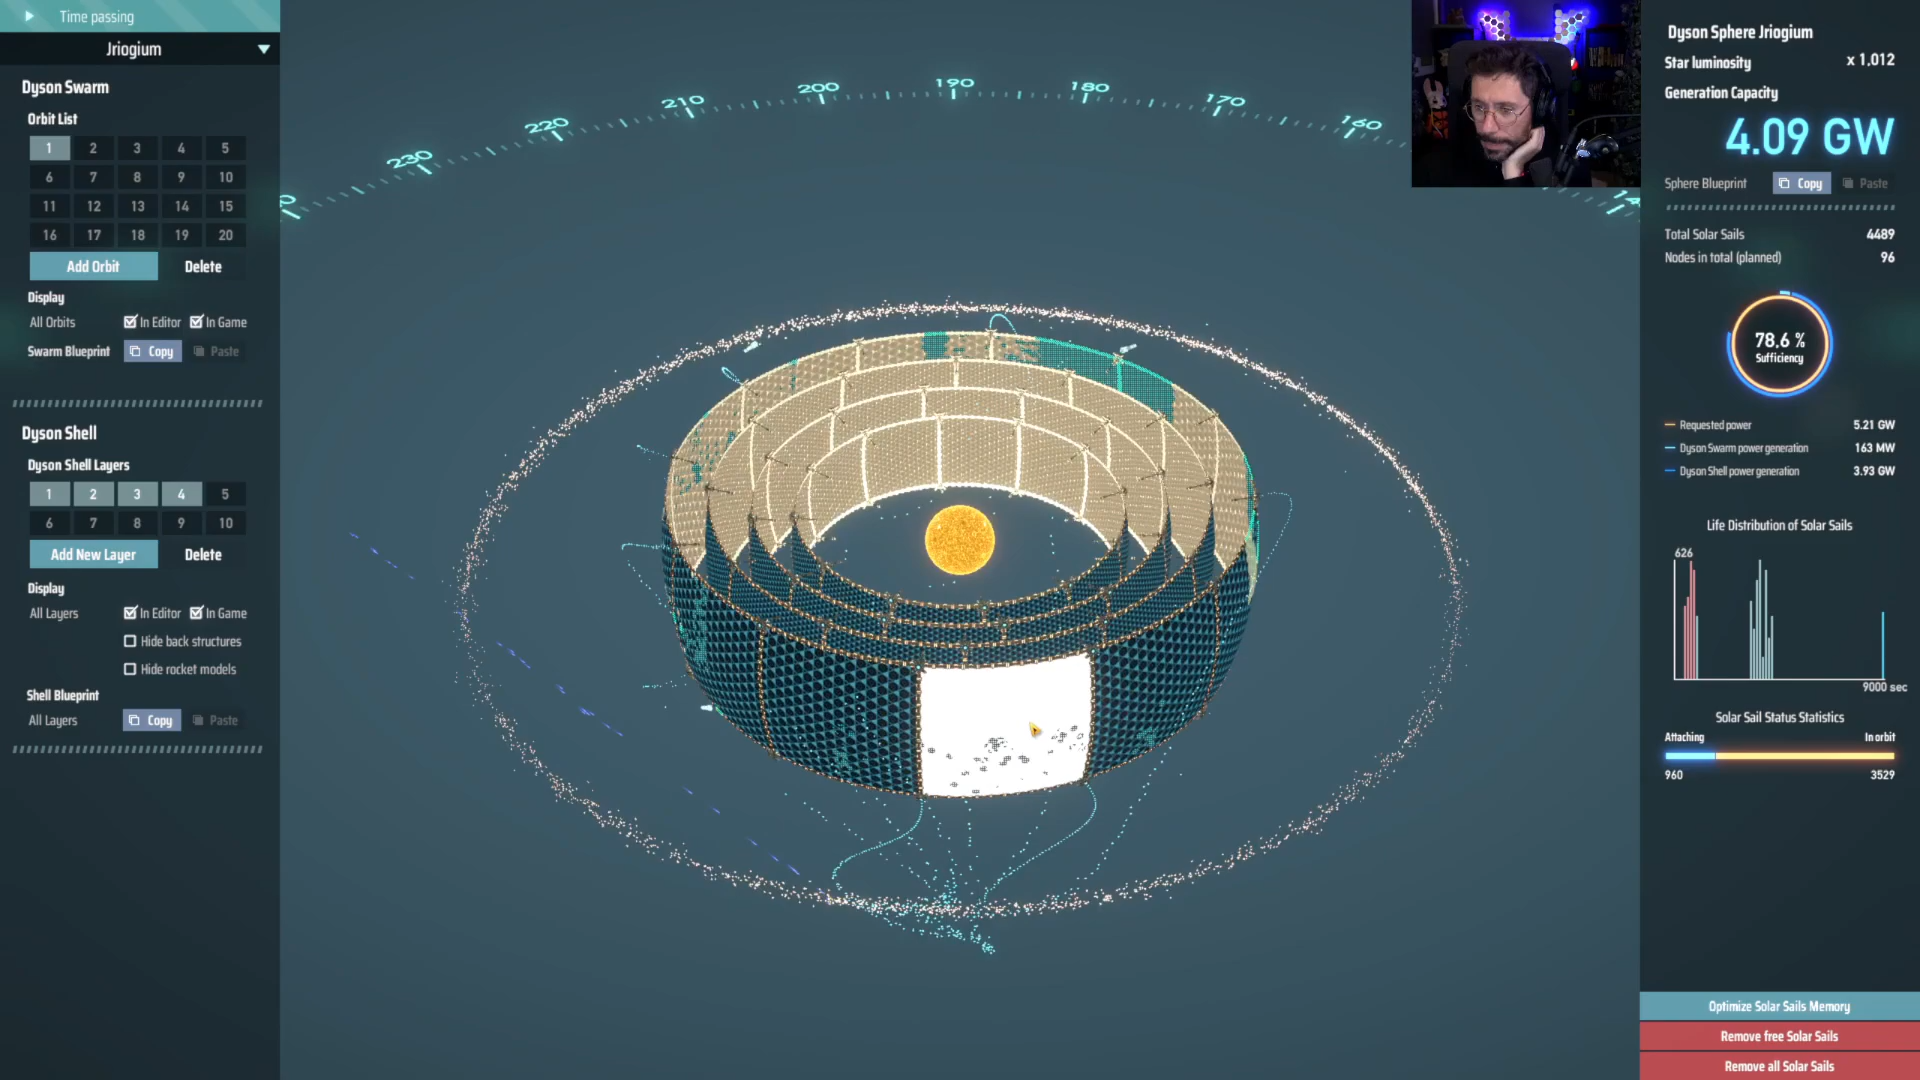 Time passing
Jriogium
Dyson Swarm
Orbit List
1 2 3 4 5
6 7 8 9 10
11 12 13 14 15
16 17 18 19 20
Add Orbit Delete
Display
All Orbits In Editor In Game
Swarm Blueprint Copy Paste
Dyson Shell
Dyson Shell Layers
1 2 3 4 5
6 7 8 9 10
Add New Layer Delete
Display
All Layers In Editor In Game
Hide back structures
Hide rocket models
Shell Blueprint
All Layers Copy Paste
230 220 210 200 190 180 170 160
Dyson Sphere Jriogium
Star luminosity x 1,012
Generation Capacity
4.09 GW
Sphere Blueprint Copy Paste
Total Solar Sails 4489
Nodes in total (planned) 96
78.6 %
Sufficiency
Requested power 5.21 GW
Dyson Swarm power generation 163 MW
Dyson Shell power generation 3.93 GW
Life Distribution of Solar Sails
626
9000 sec
Solar Sail Status Statistics
Attaching In orbit
960 3529
Optimize Solar Sails Memory
Remove free Solar Sails
Remove all Solar Sails